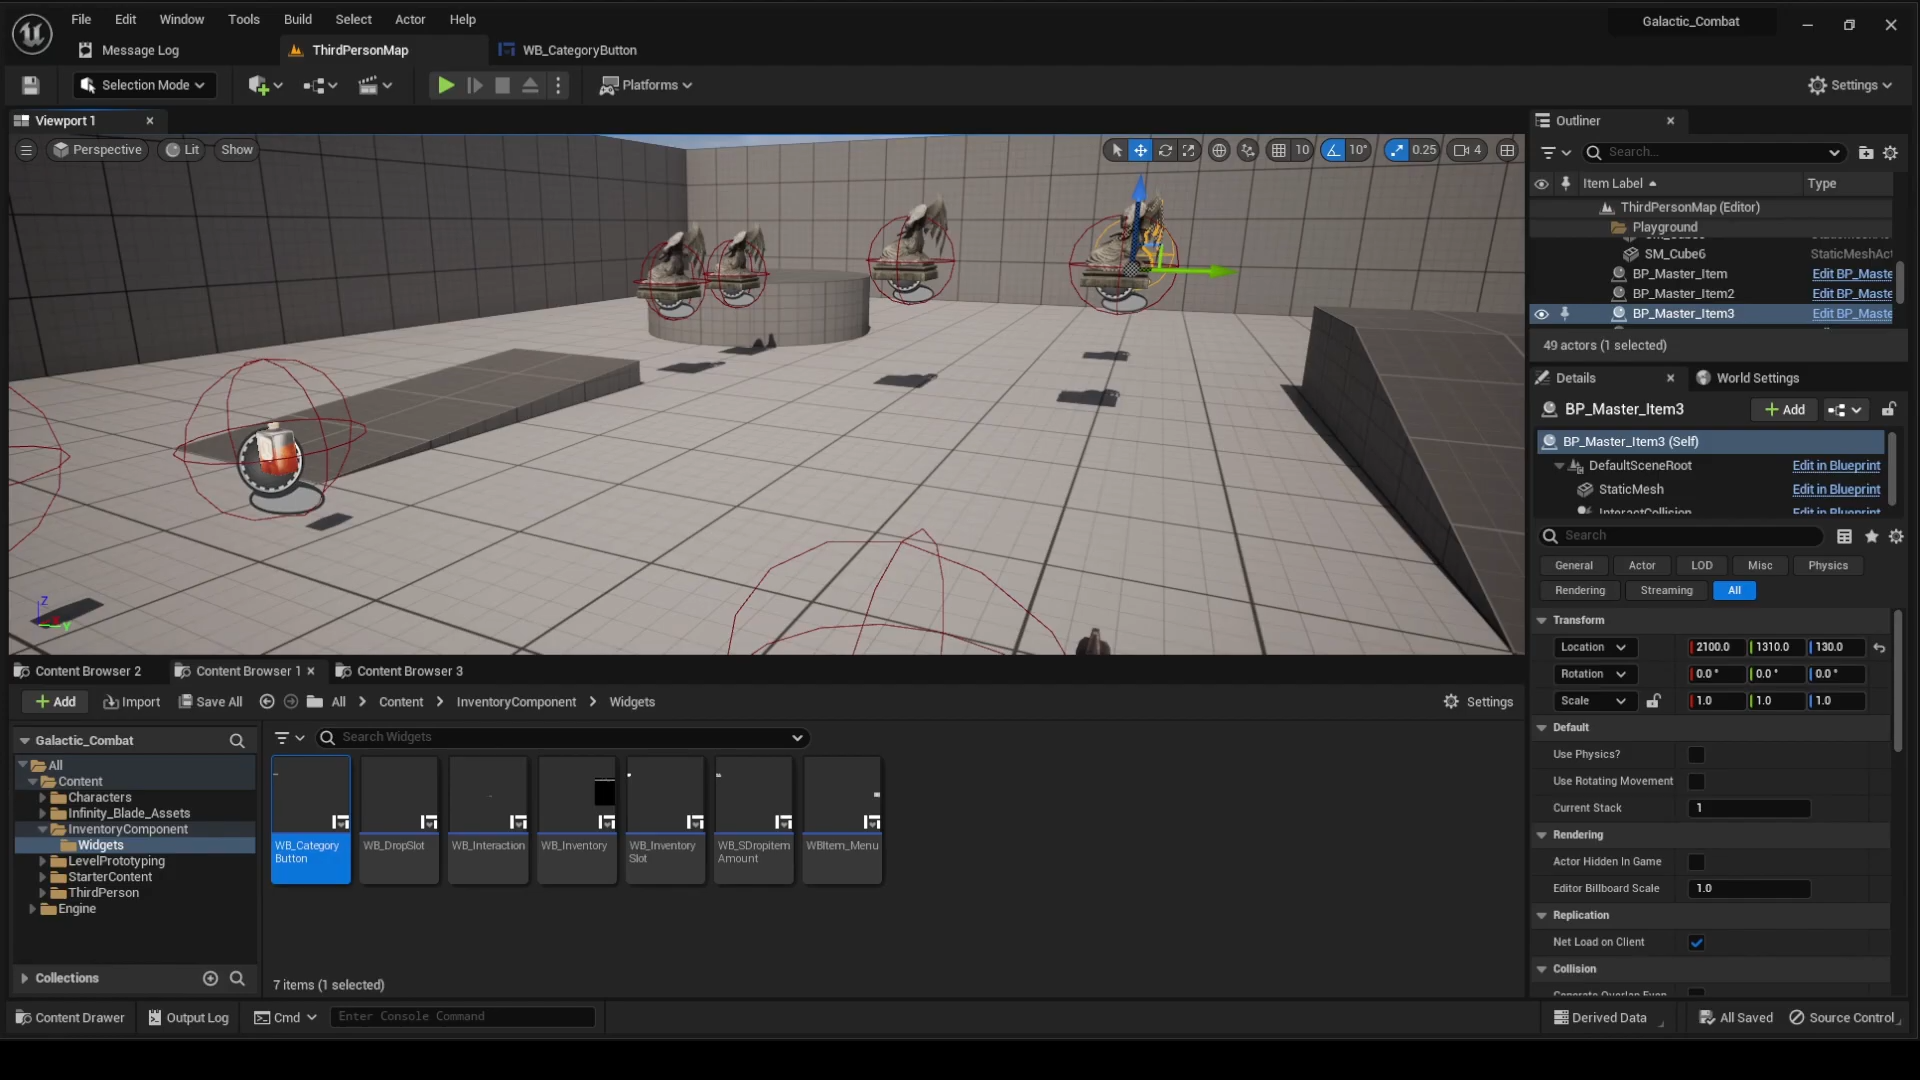 File Edit Window Tools Build Select Actor Help
Galactic_Combat
Message Log
ThirdPersonMap
WB_CategoryButton
Selection Mode
Platforms
Settings
Viewport 1
Perspective
Lit
Show
10
10°
0.25
4
Outliner
Search...
Item Label
Type
ThirdPersonMap (Editor)
Playground
SM_Cube6
StaticMeshAct
BP_Master_Item
Edit BP_Maste
BP_Master_Item2
Edit BP_Maste
BP_Master_Item3
Edit BP_Maste
49 actors (1 selected)
Details
World Settings
BP_Master_Item3
Add
BP_Master_Item3 (Self)
DefaultSceneRoot
Edit in Blueprint
StaticMesh
Edit in Blueprint
InteractCollision
Edit in Blueprint
Search
General Actor LOD Misc Physics
Rendering Streaming All
Transform
Location 2100.0 1310.0 130.0
Rotation 0.0° 0.0° 0.0°
Scale 1.0 1.0 1.0
Default
Use Physics?
Use Rotating Movement
Current Stack 1
Rendering
Actor Hidden In Game
Editor Billboard Scale 1.0
Replication
Net Load on Client
Collision
Generate Overlap Even
Z
Y
Content Browser 2
Content Browser 1
Content Browser 3
Add
Import
Save All
All
Content
InventoryComponent
Widgets
Settings
Galactic_Combat
All
Content
Characters
Infinity_Blade_Assets
InventoryComponent
Widgets
LevelPrototyping
StarterContent
ThirdPerson
Engine
Collections
Search Widgets
WB_Category
Button
WB_DropSlot
WB_Interaction
WB_Inventory
WB_Inventory
Slot
WB_SDropitem
Amount
WBItem_Menu
7 items (1 selected)
Content Drawer
Output Log
Cmd
Enter Console Command
Derived Data
All Saved
Source Control